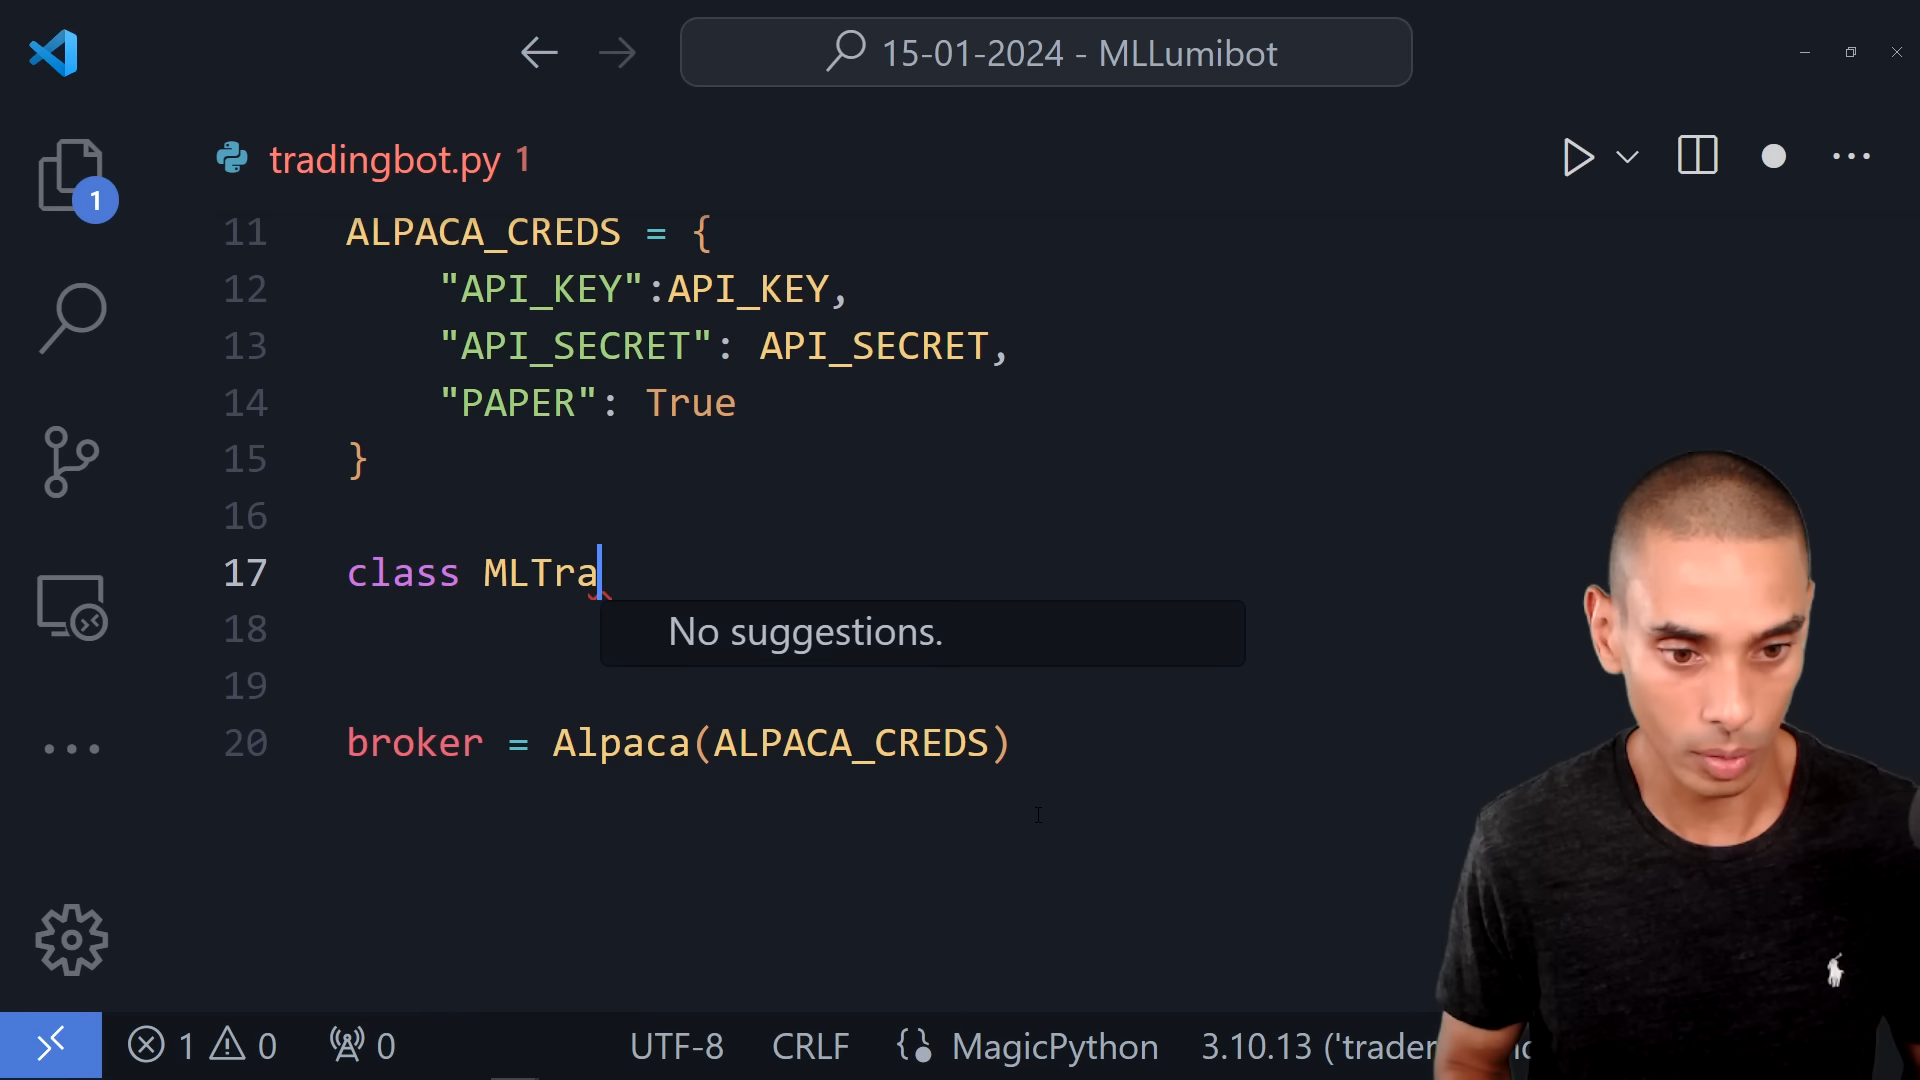 15-01-2024 - MLLumibot
tradingbot.py 1
1
11 ALPACA_CREDS = {
12 "API_KEY":API_KEY,
13 "API_SECRET": API_SECRET,
14 "PAPER": True
15 }
16
17 class MLTra
No suggestions.
18
19
20 broker = Alpaca(ALPACA_CREDS)
1 0 0 UTF-8 CRLF MagicPython 3.10.13 ('trader